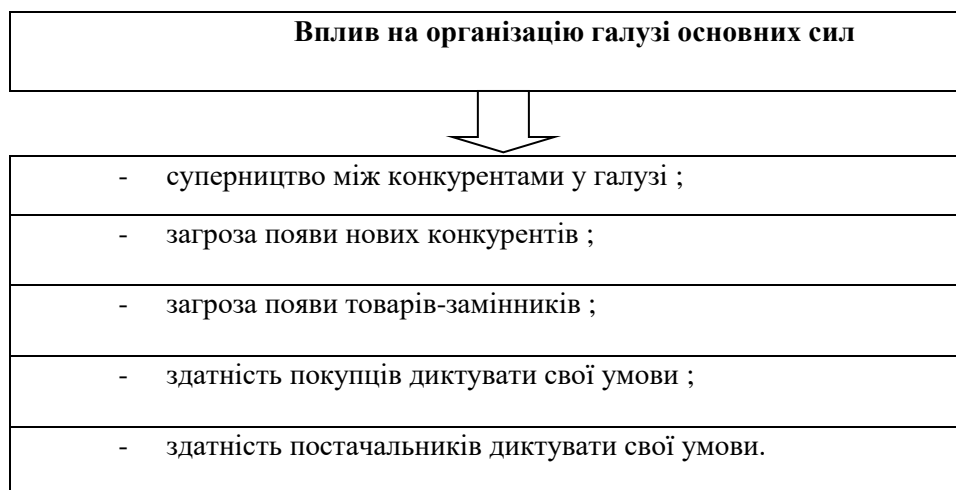 Вплив на організацію галузі основних сил
- суперництво між конкурентами у галузі ;
- загроза появи нових конкурентів ;
- загроза появи товарів-замінників ;
- здатність покупців диктувати свої умови ;
- здатність постачальників диктувати свої умови.